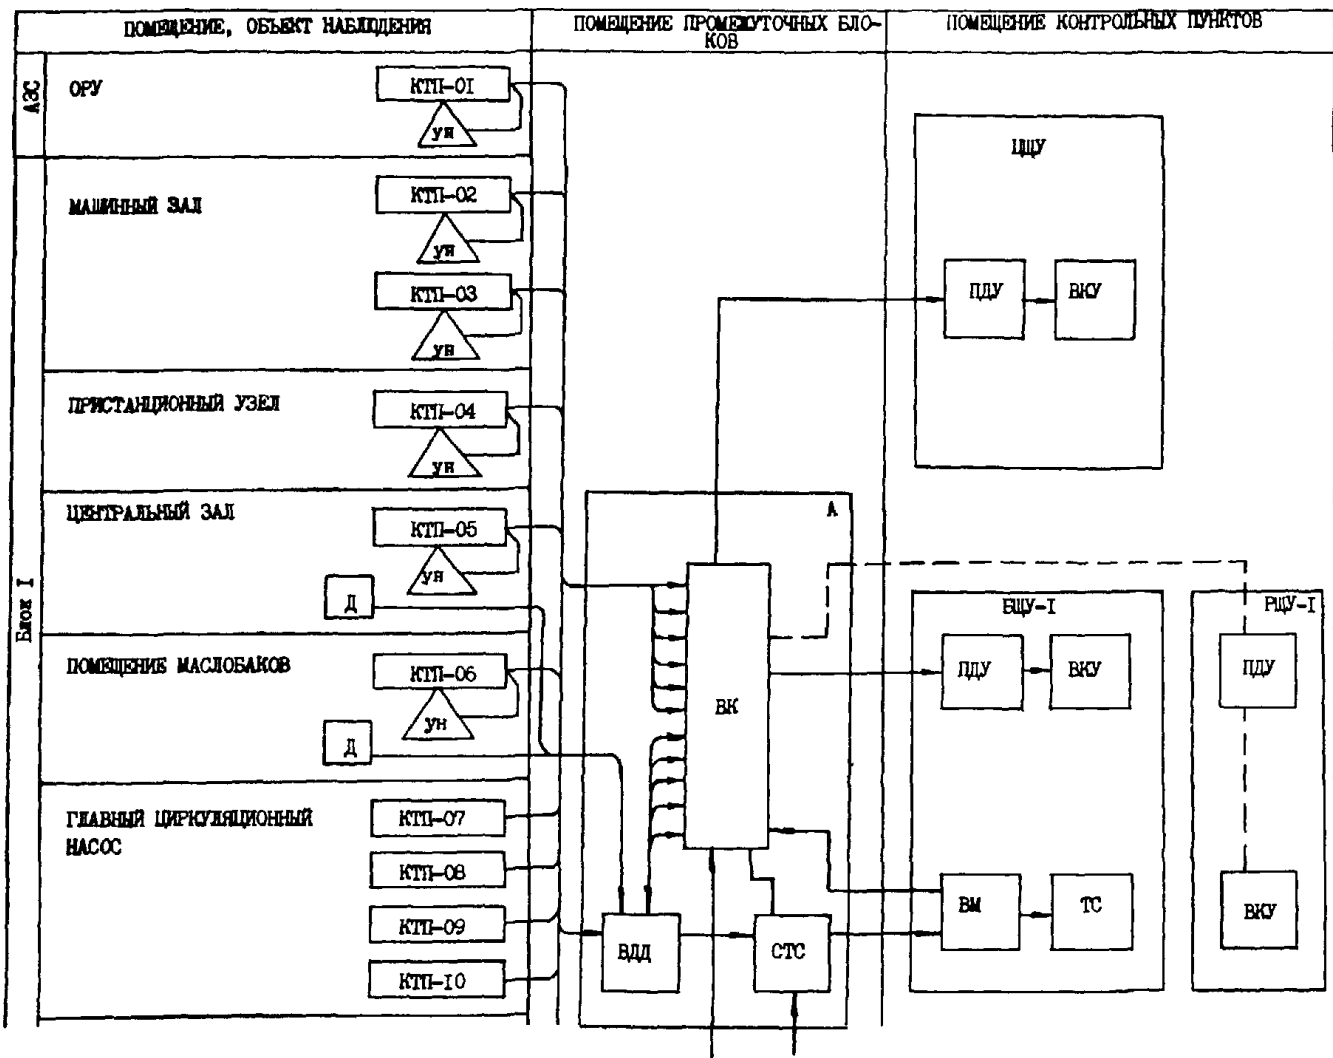 ПОМЕЩЕНИЕ, ОБЪЕКТ НАБЛЮДЕНИЯ
ПОМЕЩЕНИЕ ПРОМЕЖУТОЧНЫХ БЛО-
КОВ
ПОМЕЩЕНИЕ КОНТРОЛЬНЫХ ПУНКТОВ
АЭС
ОРУ
КТП-01
ун
ЦЩУ
ПДУ
ВКУ
Блок I
МАШИННЫЙ ЗАЛ
КТП-02
ун
КТП-03
ун
ПРИСТАНЦИОННЫЙ УЗЕЛ
КТП-04
ун
ЦЕНТРАЛЬНЫЙ ЗАЛ
КТП-05
ун
Д
ПОМЕЩЕНИЕ МАСЛОБАКОВ
КТП-06
ун
Д
ГЛАВНЫЙ ЦИРКУЛЯЦИОННЫЙ
НАСОС
КТП-07
КТП-08
КТП-09
КТП-10
А
ВК
ВДД
СТС
БЩУ-I
ПДУ
ВКУ
ВМ
ТС
РЩУ-I
ПДУ
ВКУ